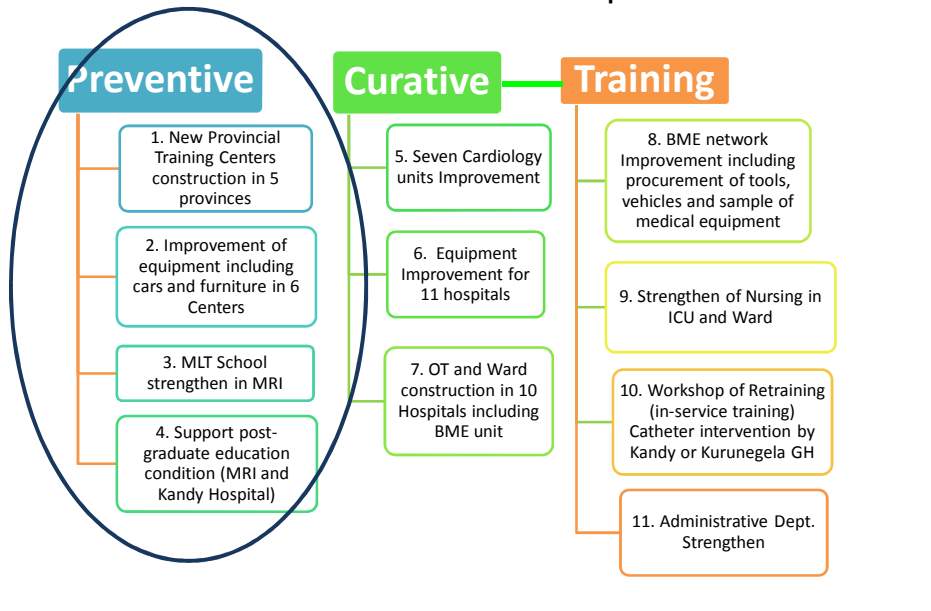 Preventive
1. New Provincial
Training Centers
construction in 5
provinces
2. Improvement of
equipment including
cars and furniture in 6
Centers
3. MLT School
strengthen in MRI
4. Support post-
graduate education
condition (MRI and
Kandy Hospital)
Curative
5. Seven Cardiology
units Improvement
6. Equipment
Improvement for
11 hospitals
7. OT and Ward
construction in 10
Hospitals including
BME unit
Training
8. BME network
Improvement including
procurement of tools,
vehicles and sample of
medical equipment
9. Strengthen of Nursing in
ICU and Ward
10. Workshop of Retraining
(in-service training)
Catheter intervention by
Kandy or Kurunegela GH
11. Administrative Dept.
Strengthen